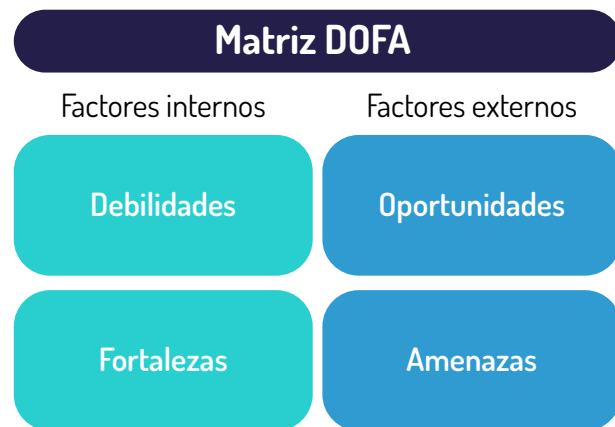 Matriz DOFA
Factores internos
Factores externos
Debilidades
Oportunidades
Fortalezas
Amenazas